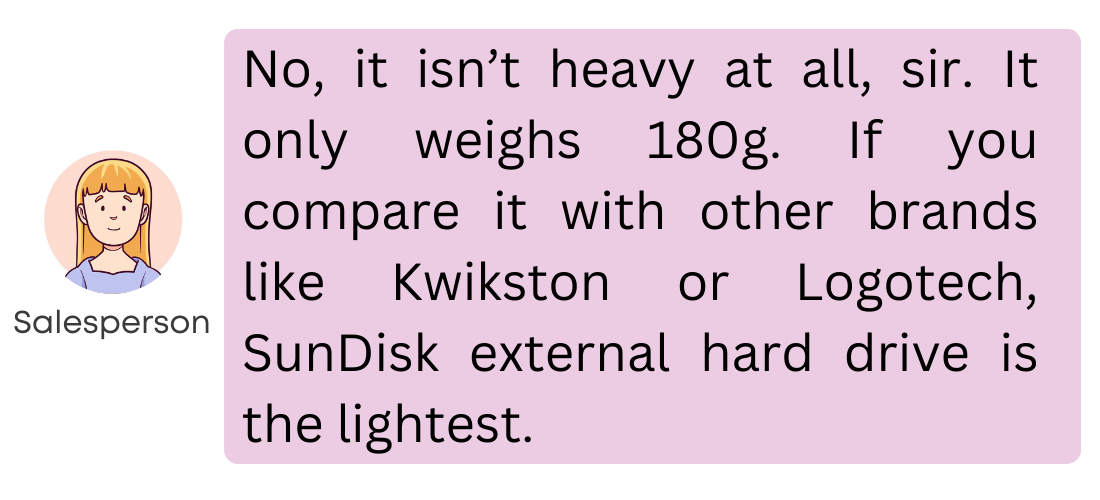 No, it isn’t heavy at all, sir. It
only weighs 180g. If you
compare it with other brands
like Kwikston or Logotech,
SunDisk external hard drive is
the lightest.
Salesperson